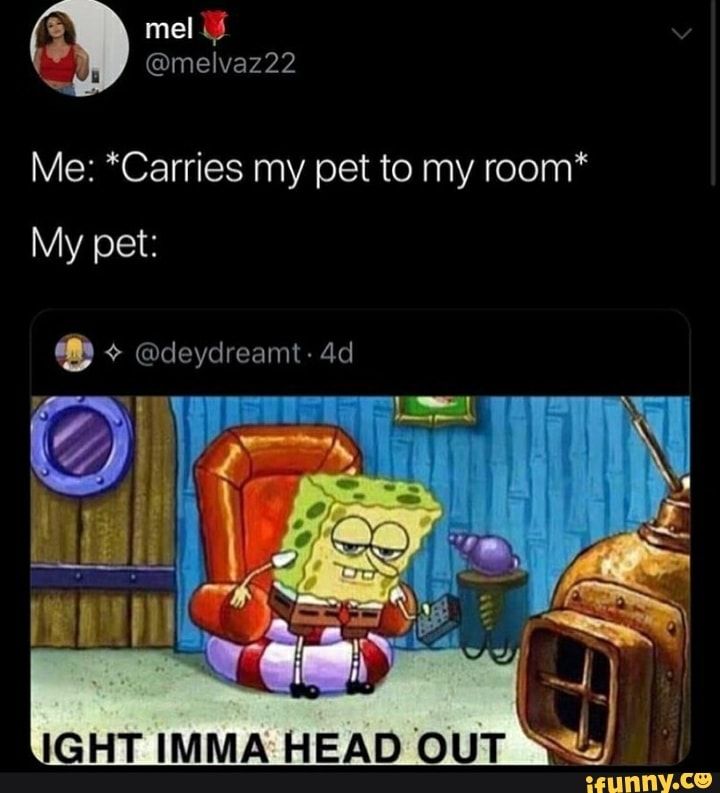 mel🌹
@melvaz22
Me: *Carries my pet to my room*
My pet:
✧ @deydreamt · 4d
IGHT IMMA HEAD OUT
ifunny.co